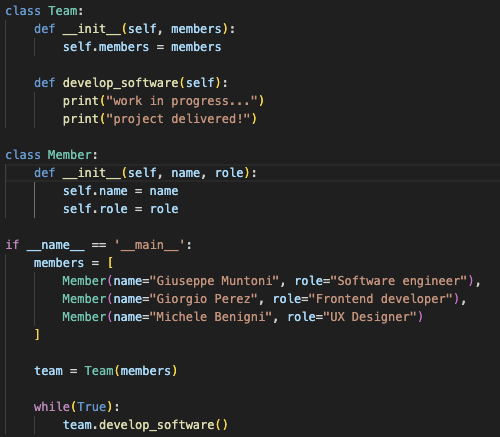 class Team:
    def __init__(self, members):
        self.members = members

    def develop_software(self):
        print("work in progress...")
        print("project delivered!")

class Member:
    def __init__(self, name, role):
        self.name = name
        self.role = role

if __name__ == '__main__':
    members = [
        Member(name="Giuseppe Muntoni", role="Software engineer"),
        Member(name="Giorgio Perez", role="Frontend developer"),
        Member(name="Michele Benigni", role="UX Designer")
    ]

    team = Team(members)

    while(True):
        team.develop_software()